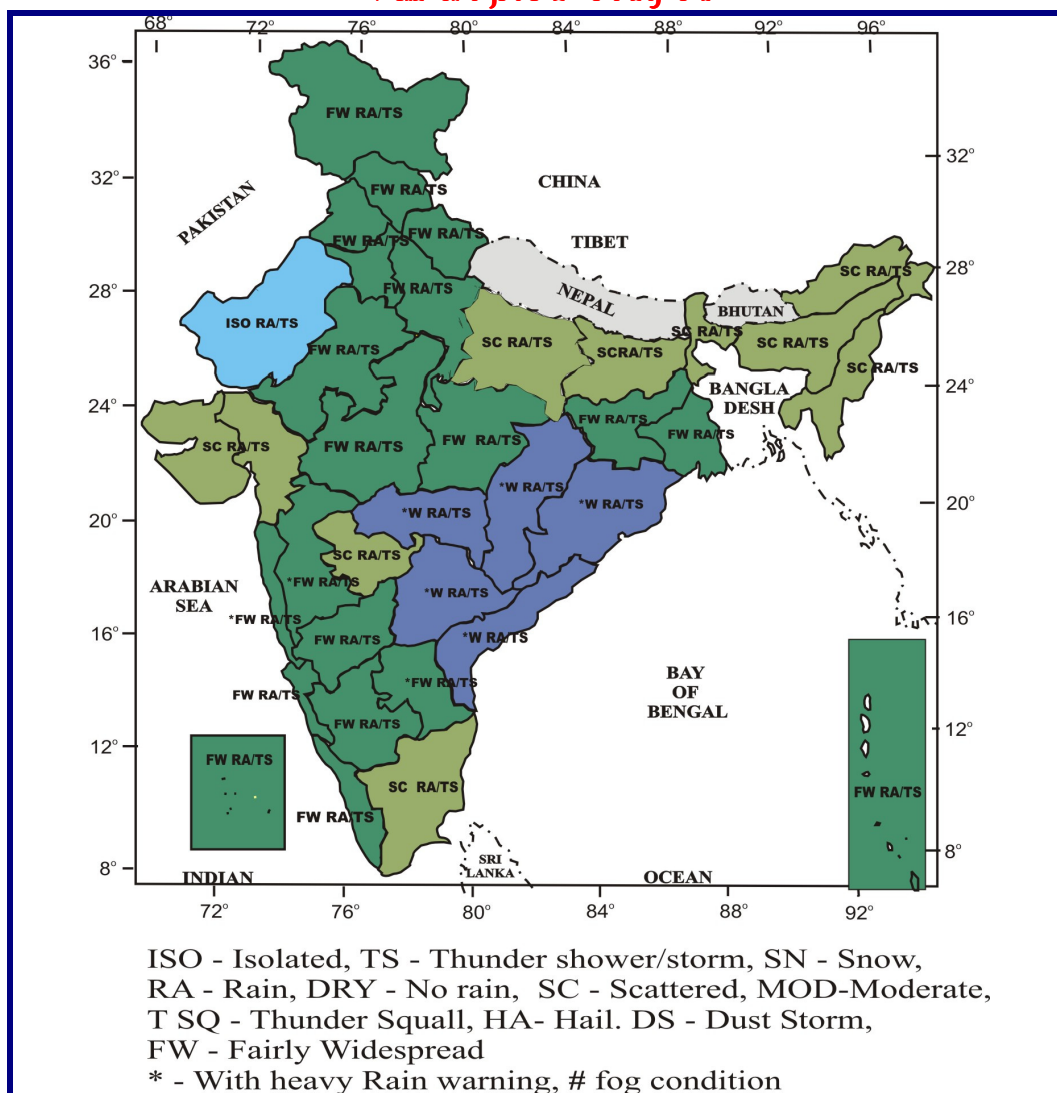 68° 72° 76° 80° 84° 88° 92° 96°
36°
FW RA/TS
32°
32°
CHINA
FW RA/TS
PAKISTAN
FW RA/TS
FW RA/TS
TIBET
28°
SC RA/TS
28°
FW RA/TS
NEPAL
BHUTAN
ISO RA/TS
SC RA/TS
SC RA/TS
SC RA/TS
FW RA/TS
SCRA/TS
SC RA/TS
24°
BANGLA
DESH
24°
FW RA/TS
FW RA/TS
SC RA/TS
FW RA/TS
FW RA/TS
*W RA/TS
20°
*W RA/TS
*W RA/TS
20°
SC RA/TS
ARABIAN
SEA
*FW RA/TS
*W RA/TS
16°
*FW RA/TS
16°
FW RA/TS
*W RA/TS
BAY
OF
BENGAL
*FW RA/TS
FW RA/TS
FW RA/TS
12°
12°
FW RA/TS
SC RA/TS
FW RA/TS
FW RA/TS
8°
SRI
LANKA
8°
INDIAN
OCEAN
72° 76° 80° 84° 88° 92°
ISO - Isolated, TS - Thunder shower/storm, SN - Snow,
RA - Rain, DRY - No rain, SC - Scattered, MOD-Moderate,
T SQ - Thunder Squall, HA- Hail. DS - Dust Storm,
FW - Fairly Widespread
* - With heavy Rain warning, # fog condition